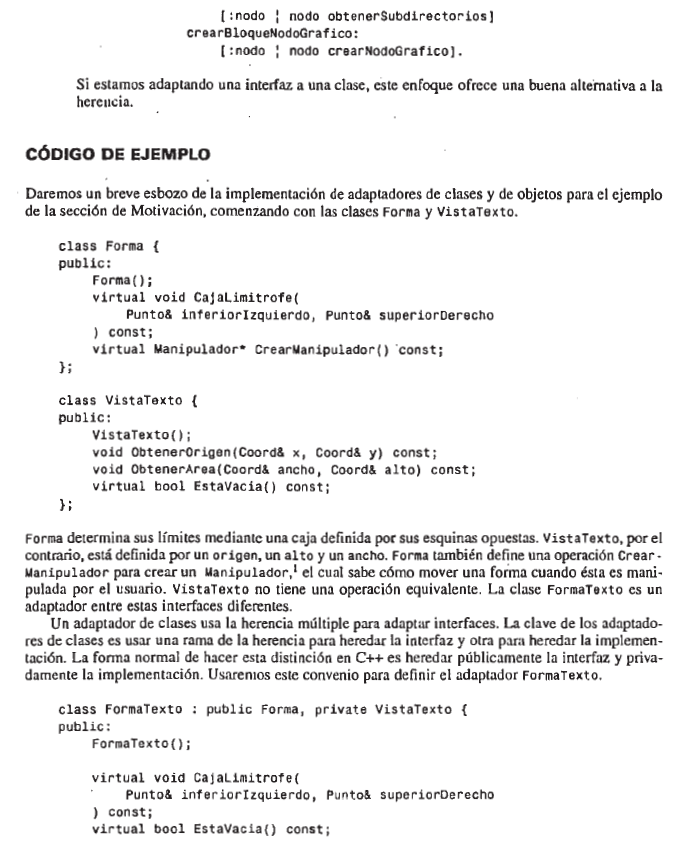 [:nodo ¦ nodo obtenerSubdirectorios]
crearBloqueNodoGrafico:
[:nodo ¦ nodo crearNodoGrafico].
Si estamos adaptando una interfaz a una clase, este enfoque ofrece una buena alternativa a la
herencia.
CÓDIGO DE EJEMPLO
Daremos un breve esbozo de la implementación de adaptadores de clases y de objetos para el ejemplo
de la sección de Motivación, comenzando con las clases Forma y VistaTexto.
class Forma {
public:
Forma();
virtual void CajaLimitrofe(
Punto& inferiorIzquierdo, Punto& superiorDerecho
) const;
virtual Manipulador* CrearManipulador() const;
};
class VistaTexto {
public:
VistaTexto();
void ObtenerOrigen(Coord& x, Coord& y) const;
void ObtenerArea(Coord& ancho, Coord& alto) const;
virtual bool EstaVacia() const;
};
Forma determina sus límites mediante una caja definida por sus esquinas opuestas. VistaTexto, por el
contrario, está definida por un origen, un alto y un ancho. Forma también define una operación Crear-
Manipulador para crear un Manipulador,¹ el cual sabe cómo mover una forma cuando ésta es mani-
pulada por el usuario. VistaTexto no tiene una operación equivalente. La clase FormaTexto es un
adaptador entre estas interfaces diferentes.
Un adaptador de clases usa la herencia múltiple para adaptar interfaces. La clave de los adaptado-
res de clases es usar una rama de la herencia para heredar la interfaz y otra para heredar la implemen-
tación. La forma normal de hacer esta distinción en C++ es heredar públicamente la interfaz y priva-
damente la implementación. Usaremos este convenio para definir el adaptador FormaTexto.
class FormaTexto : public Forma, private VistaTexto {
public:
FormaTexto();
virtual void CajaLimitrofe(
Punto& inferiorIzquierdo, Punto& superiorDerecho
) const;
virtual bool EstaVacia() const;